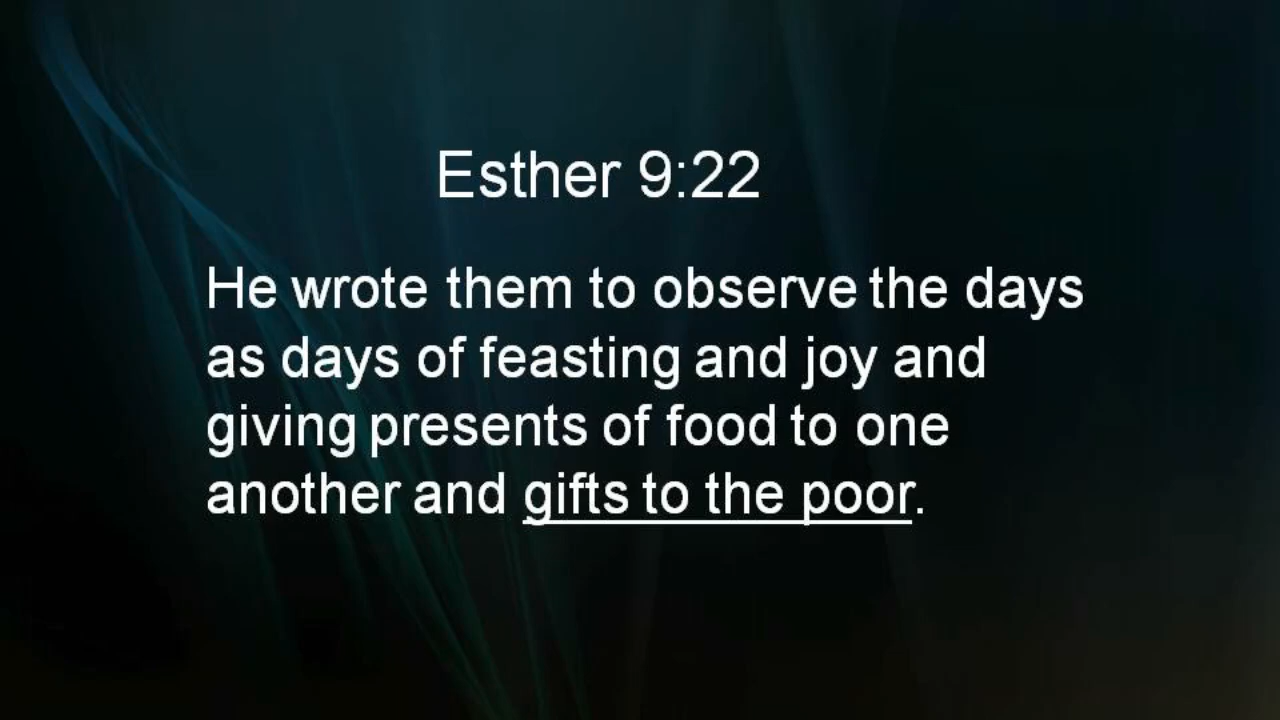 Esther 9:22
He wrote them to observe the days
as days of feasting and joy and
giving presents of food to one
another and gifts to the poor.